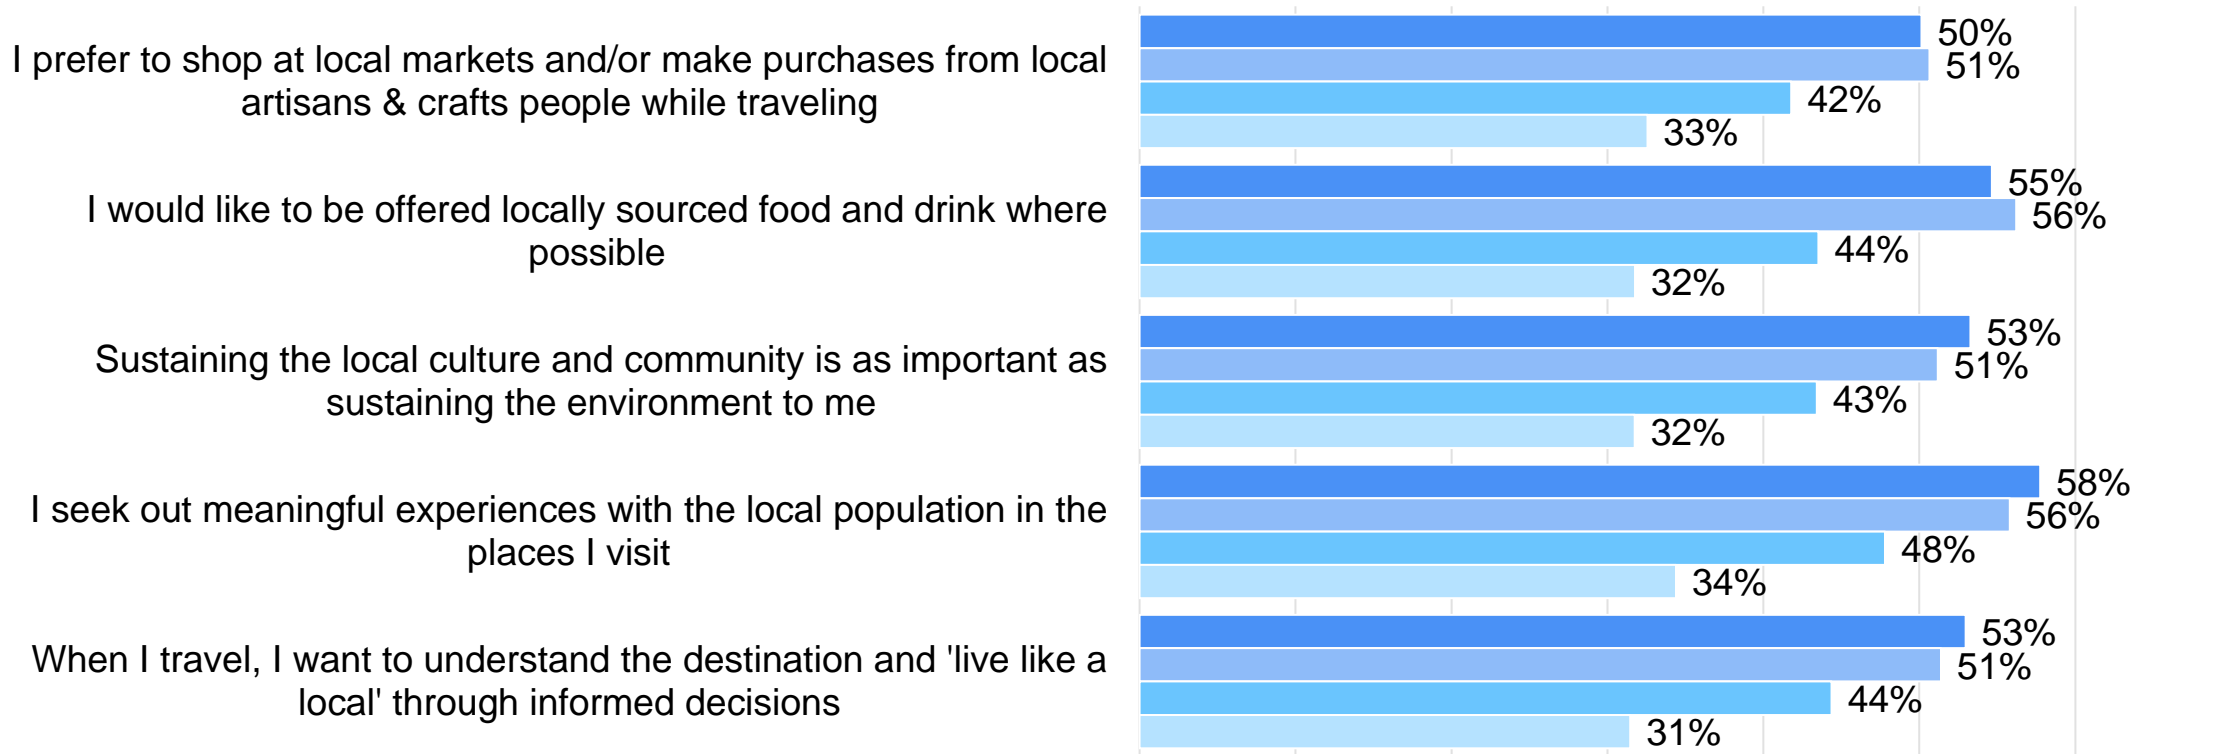 I prefer to shop at local markets and/or make purchases from local
artisans & crafts people while traveling
50%
51%
42%
33%
I would like to be offered locally sourced food and drink where
possible
55%
56%
44%
32%
Sustaining the local culture and community is as important as
sustaining the environment to me
53%
51%
43%
32%
I seek out meaningful experiences with the local population in the
places I visit
58%
56%
48%
34%
When I travel, I want to understand the destination and 'live like a
local' through informed decisions
53%
51%
44%
31%